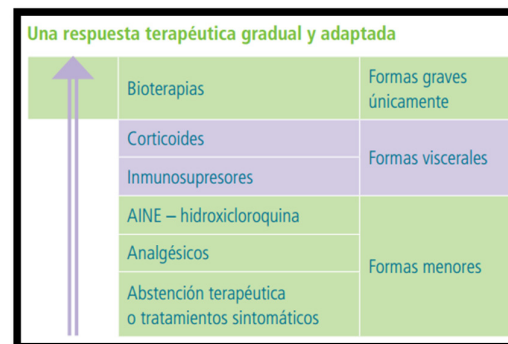 Una respuesta terapéutica gradual y adaptada
Bioterapias
Formas graves
únicamente
Corticoides
Formas viscerales
Inmunosupresores
AINE – hidroxicloroquina
Analgésicos
Formas menores
Abstención terapéutica
o tratamientos sintomáticos